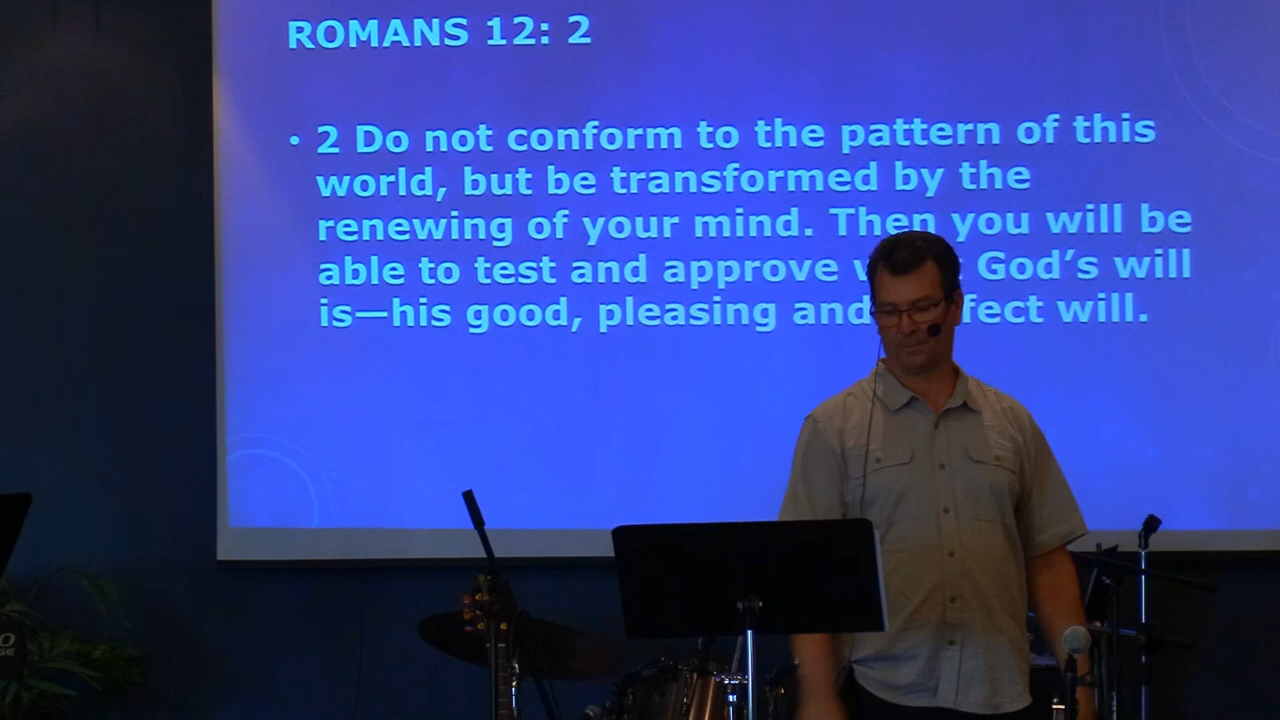 ROMANS 12: 2
• 2 Do not conform to the pattern of this
world, but be transformed by the
renewing of your mind. Then you will be
able to test and approve God’s will
is—his good, pleasing and fect will.